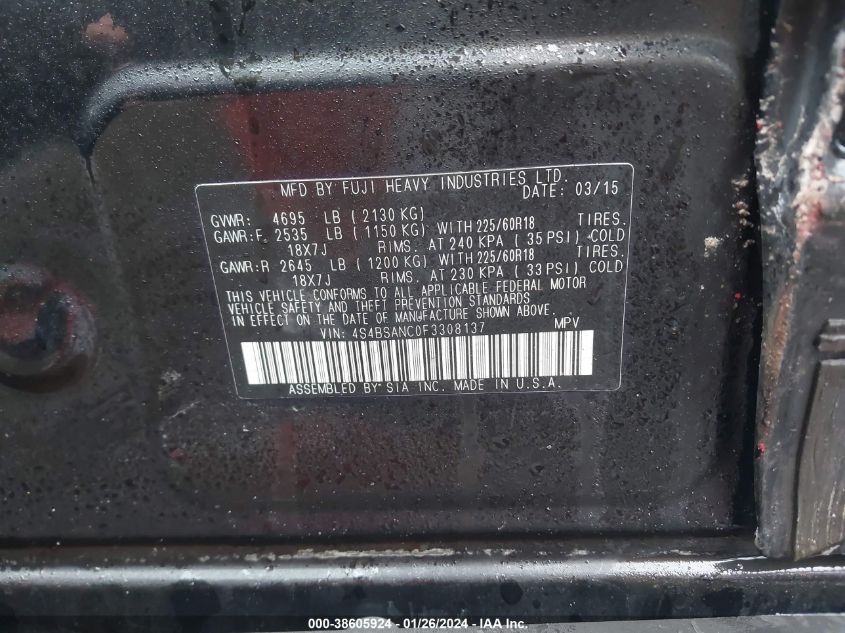 MFD BY FUJI HEAVY INDUSTRIES LTD.
DATE: 03/15
GVWR: 4695 LB ( 2130 KG)
GAWR:F 2535 LB ( 1150 KG) WITH 225/60R18 TIRES.
18X7J RIMS. AT 240 KPA ( 35 PSI) COLD
GAWR:R 2645 LB ( 1200 KG) WITH 225/60R18 TIRES.
18X7J RIMS. AT 230 KPA ( 33 PSI) COLD
THIS VEHICLE CONFORMS TO ALL APPLICABLE FEDERAL MOTOR
VEHICLE SAFETY AND THEFT PREVENTION STANDARDS
IN EFFECT ON THE DATE OF MANUFACTURE SHOWN ABOVE.
VIN: 4S4BSANC0F3308137 MPV
ASSEMBLED BY SIA INC. MADE IN U.S.A.
000-38605924 - 01/26/2024 - IAA Inc.